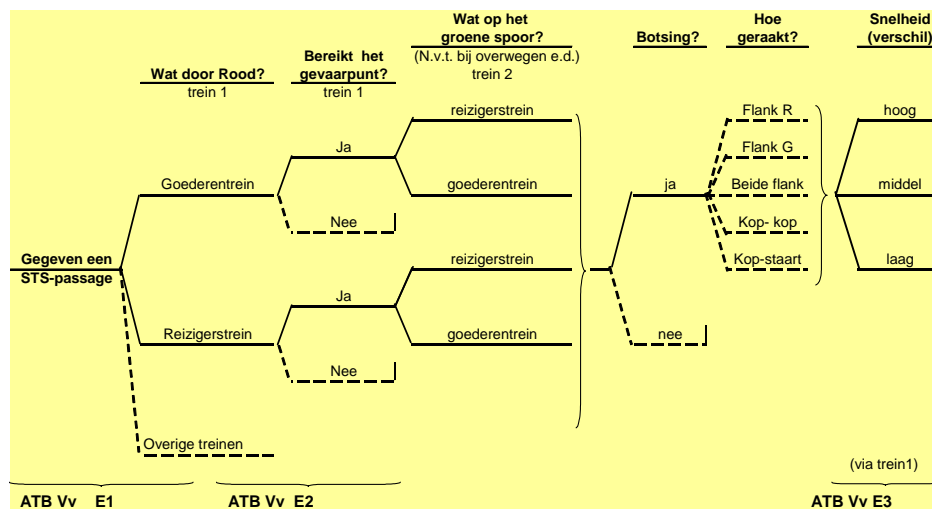 Wat door Rood?
trein 1
Bereikt het
gevaarpunt?
trein 1
Wat op het
groene spoor?
(N.v.t. bij overwegen e.d.)
trein 2
Botsing?
Hoe
geraakt?
Snelheid
(verschil)
reizigerstrein
Flank R
hoog
Ja
Flank G
Goederentrein
goederentrein
ja
Beide flank
middel
Nee
Kop- kop
Gegeven een
STS-passage
reizigerstrein
Kop-staart
laag
Ja
Reizigerstrein
goederentrein
nee
Nee
Overige treinen
(via trein1)
ATB Vv E1
ATB Vv E2
ATB Vv E3